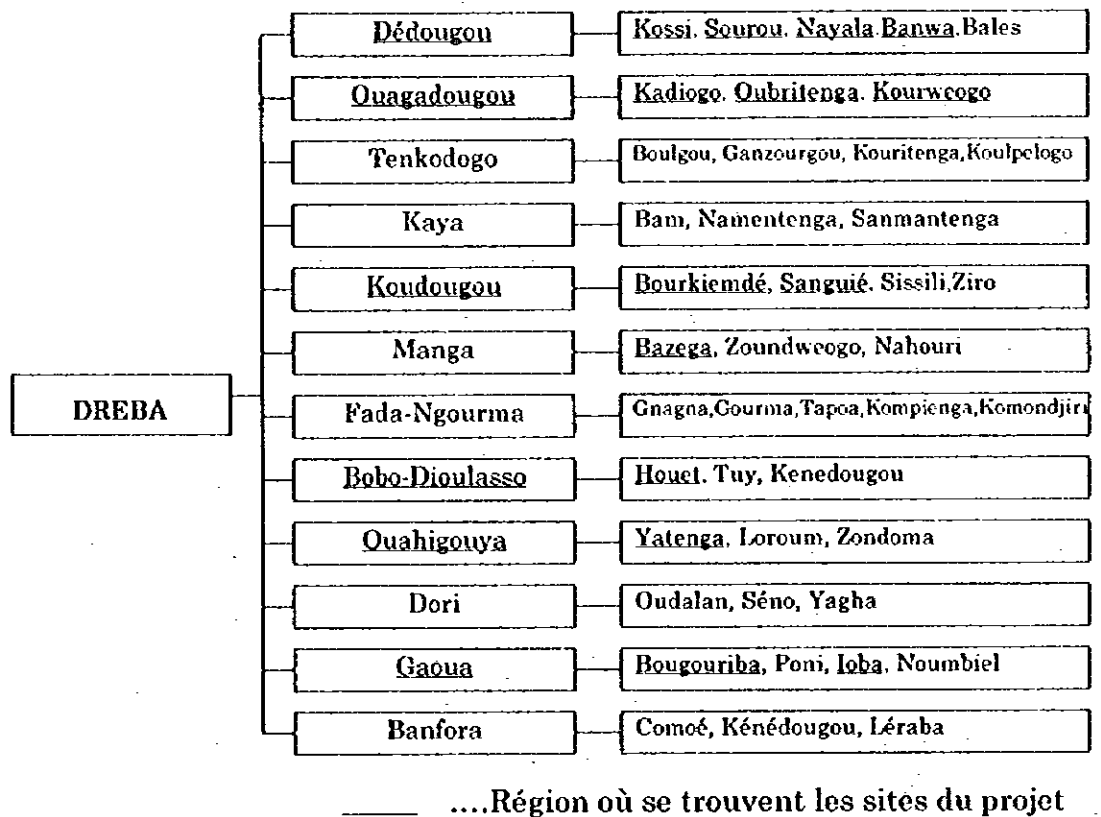 Dédougou
Kossi, Sourou, Nayala Banwa,Bales
Ouagadougou
Kadiogo, Oubritenga, Kourweogo
Tenkodogo
Boulgou, Ganzourgou, Kouritenga,Koulpelogo
Kaya
Bam, Namentenga, Sanmantenga
Koudougou
Bourkiemdé, Sanguié, Sissili,Ziro
Manga
Bazega, Zoundweogo, Nahouri
DREBA
Fada-Ngourma
Gnagna,Gourma,Tapoa,Kompienga,Komondjiri
Bobo-Dioulasso
Houet, Tuy, Kenedougou
Ouahigouya
Yatenga, Loroum, Zondoma
Dori
Oudalan, Séno, Yagha
Gaoua
Bougouriba, Poni, Ioba, Noumbiel
Banfora
Comoé, Kénédougou, Léraba
....Région où se trouvent les sites du projet